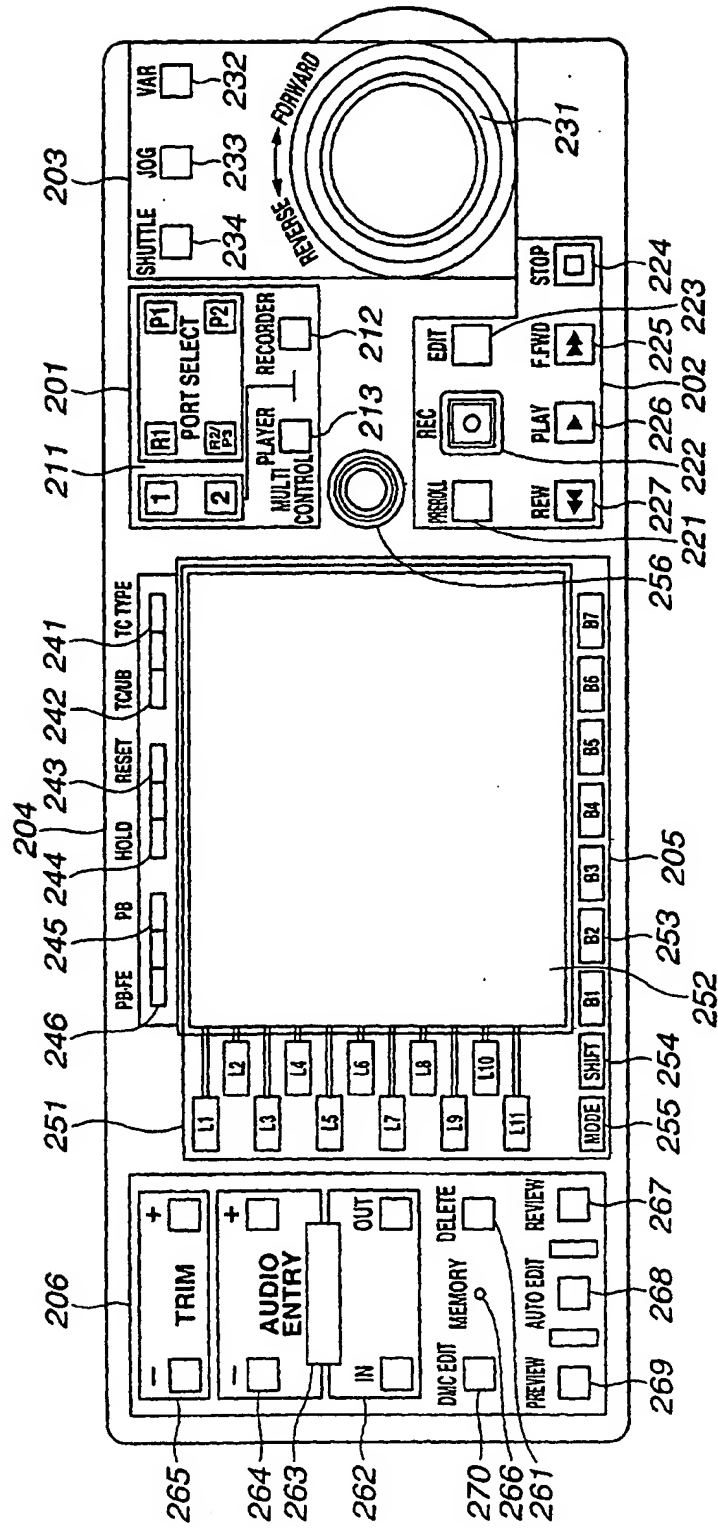 206
251
204
211
201
203
246
245
244
243
242
241
PB·FE
PB
HOLD
RESET
TC/UB
TC TYPE
265
−
+
TRIM
264
−
+
AUDIO
ENTRY
263
262
IN
OUT
270
266
261
DMC EDIT
MEMORY
DELETE
PREVIEW
AUTO EDIT
REVIEW
269
268
267
L1
L2
L3
L4
L5
L6
L7
L8
L9
L10
L11
MODE
SHIFT
B1
B2
B3
B4
B5
B6
B7
255
254
252
253
205
1
2
R1
P1
PORT SELECT
R2/
P3
P2
PLAYER
RECORDER
MULTI
CONTROL
213
212
256
SHUTTLE
JOG
VAR
234
233
232
REVERSE
FORWARD
231
PREROLL
REC
EDIT
221
222
223
REW
PLAY
F.FWD
STOP
227
226
225
224
202